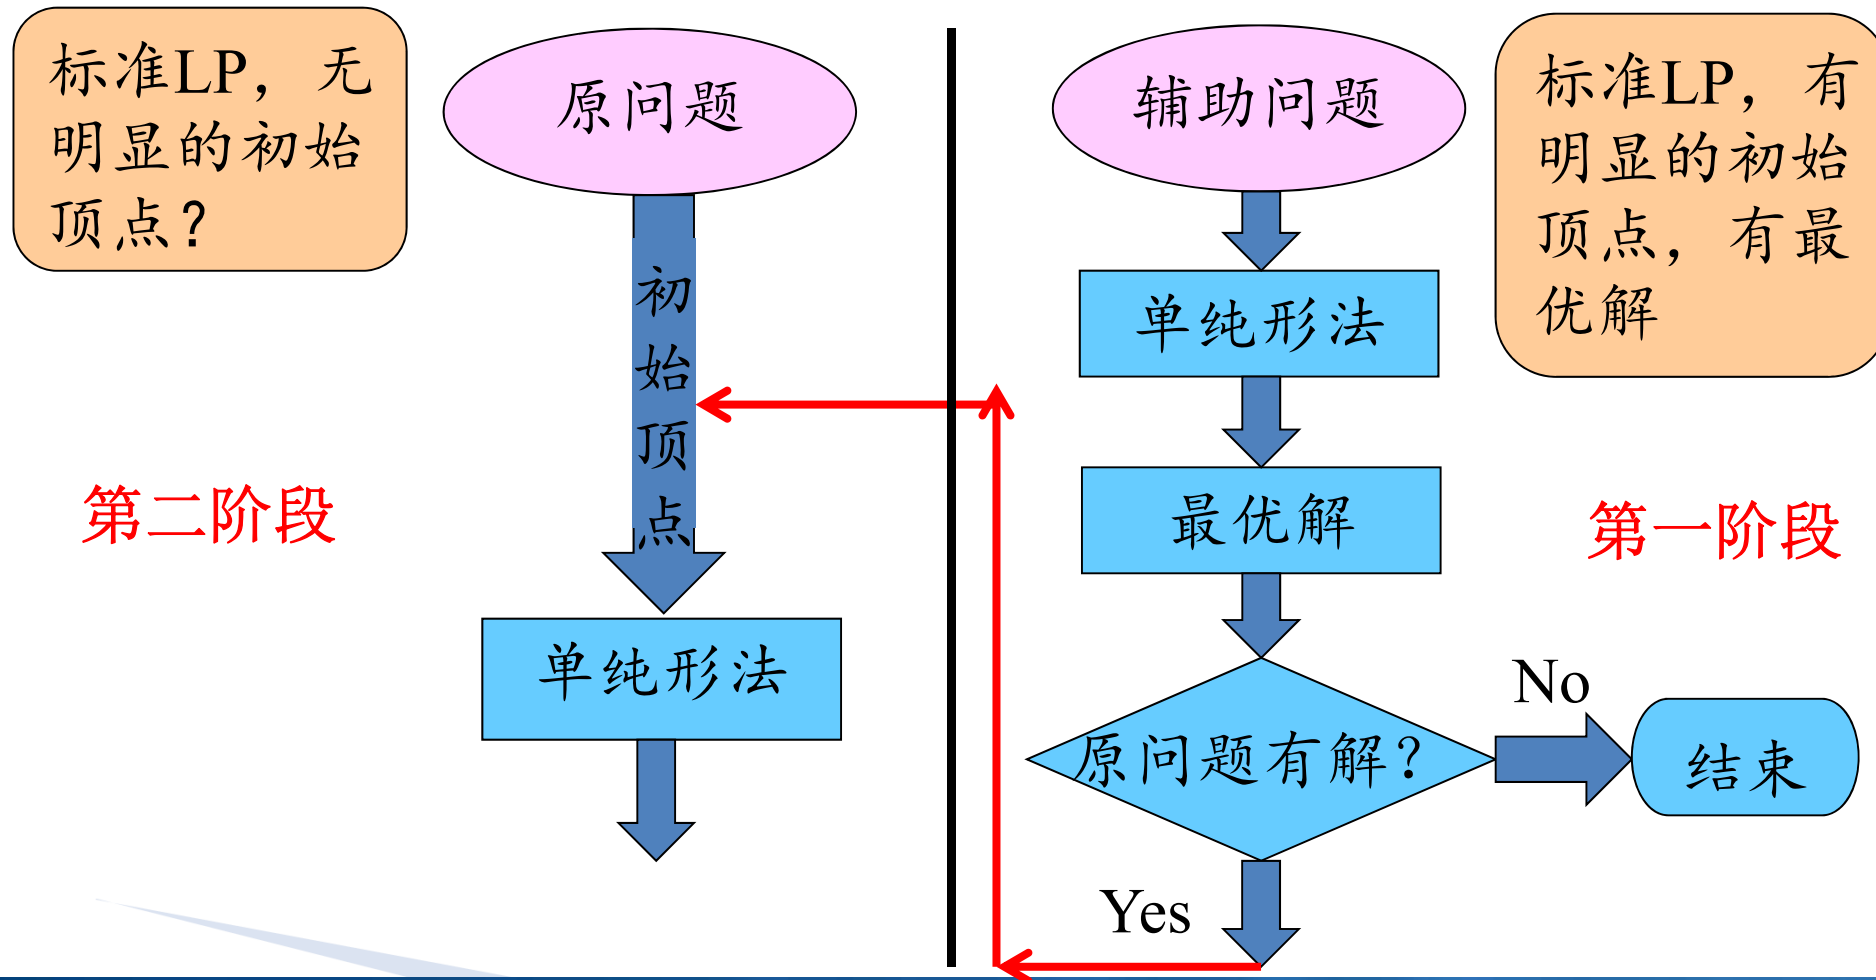 标准LP，无
明显的初始
顶点？
原问题
初
始
顶
点
单纯形法
第二阶段
辅助问题
单纯形法
最优解
原问题有解？
No
结束
Yes
标准LP，有
明显的初始
顶点，有最
优解
第一阶段